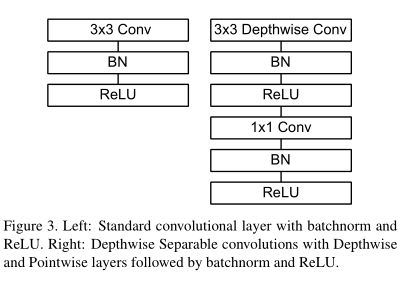 3x3 Conv
BN
ReLU
3x3 Depthwise Conv
BN
ReLU
1x1 Conv
BN
ReLU
Figure 3. Left: Standard convolutional layer with batchnorm and
ReLU. Right: Depthwise Separable convolutions with Depthwise
and Pointwise layers followed by batchnorm and ReLU.